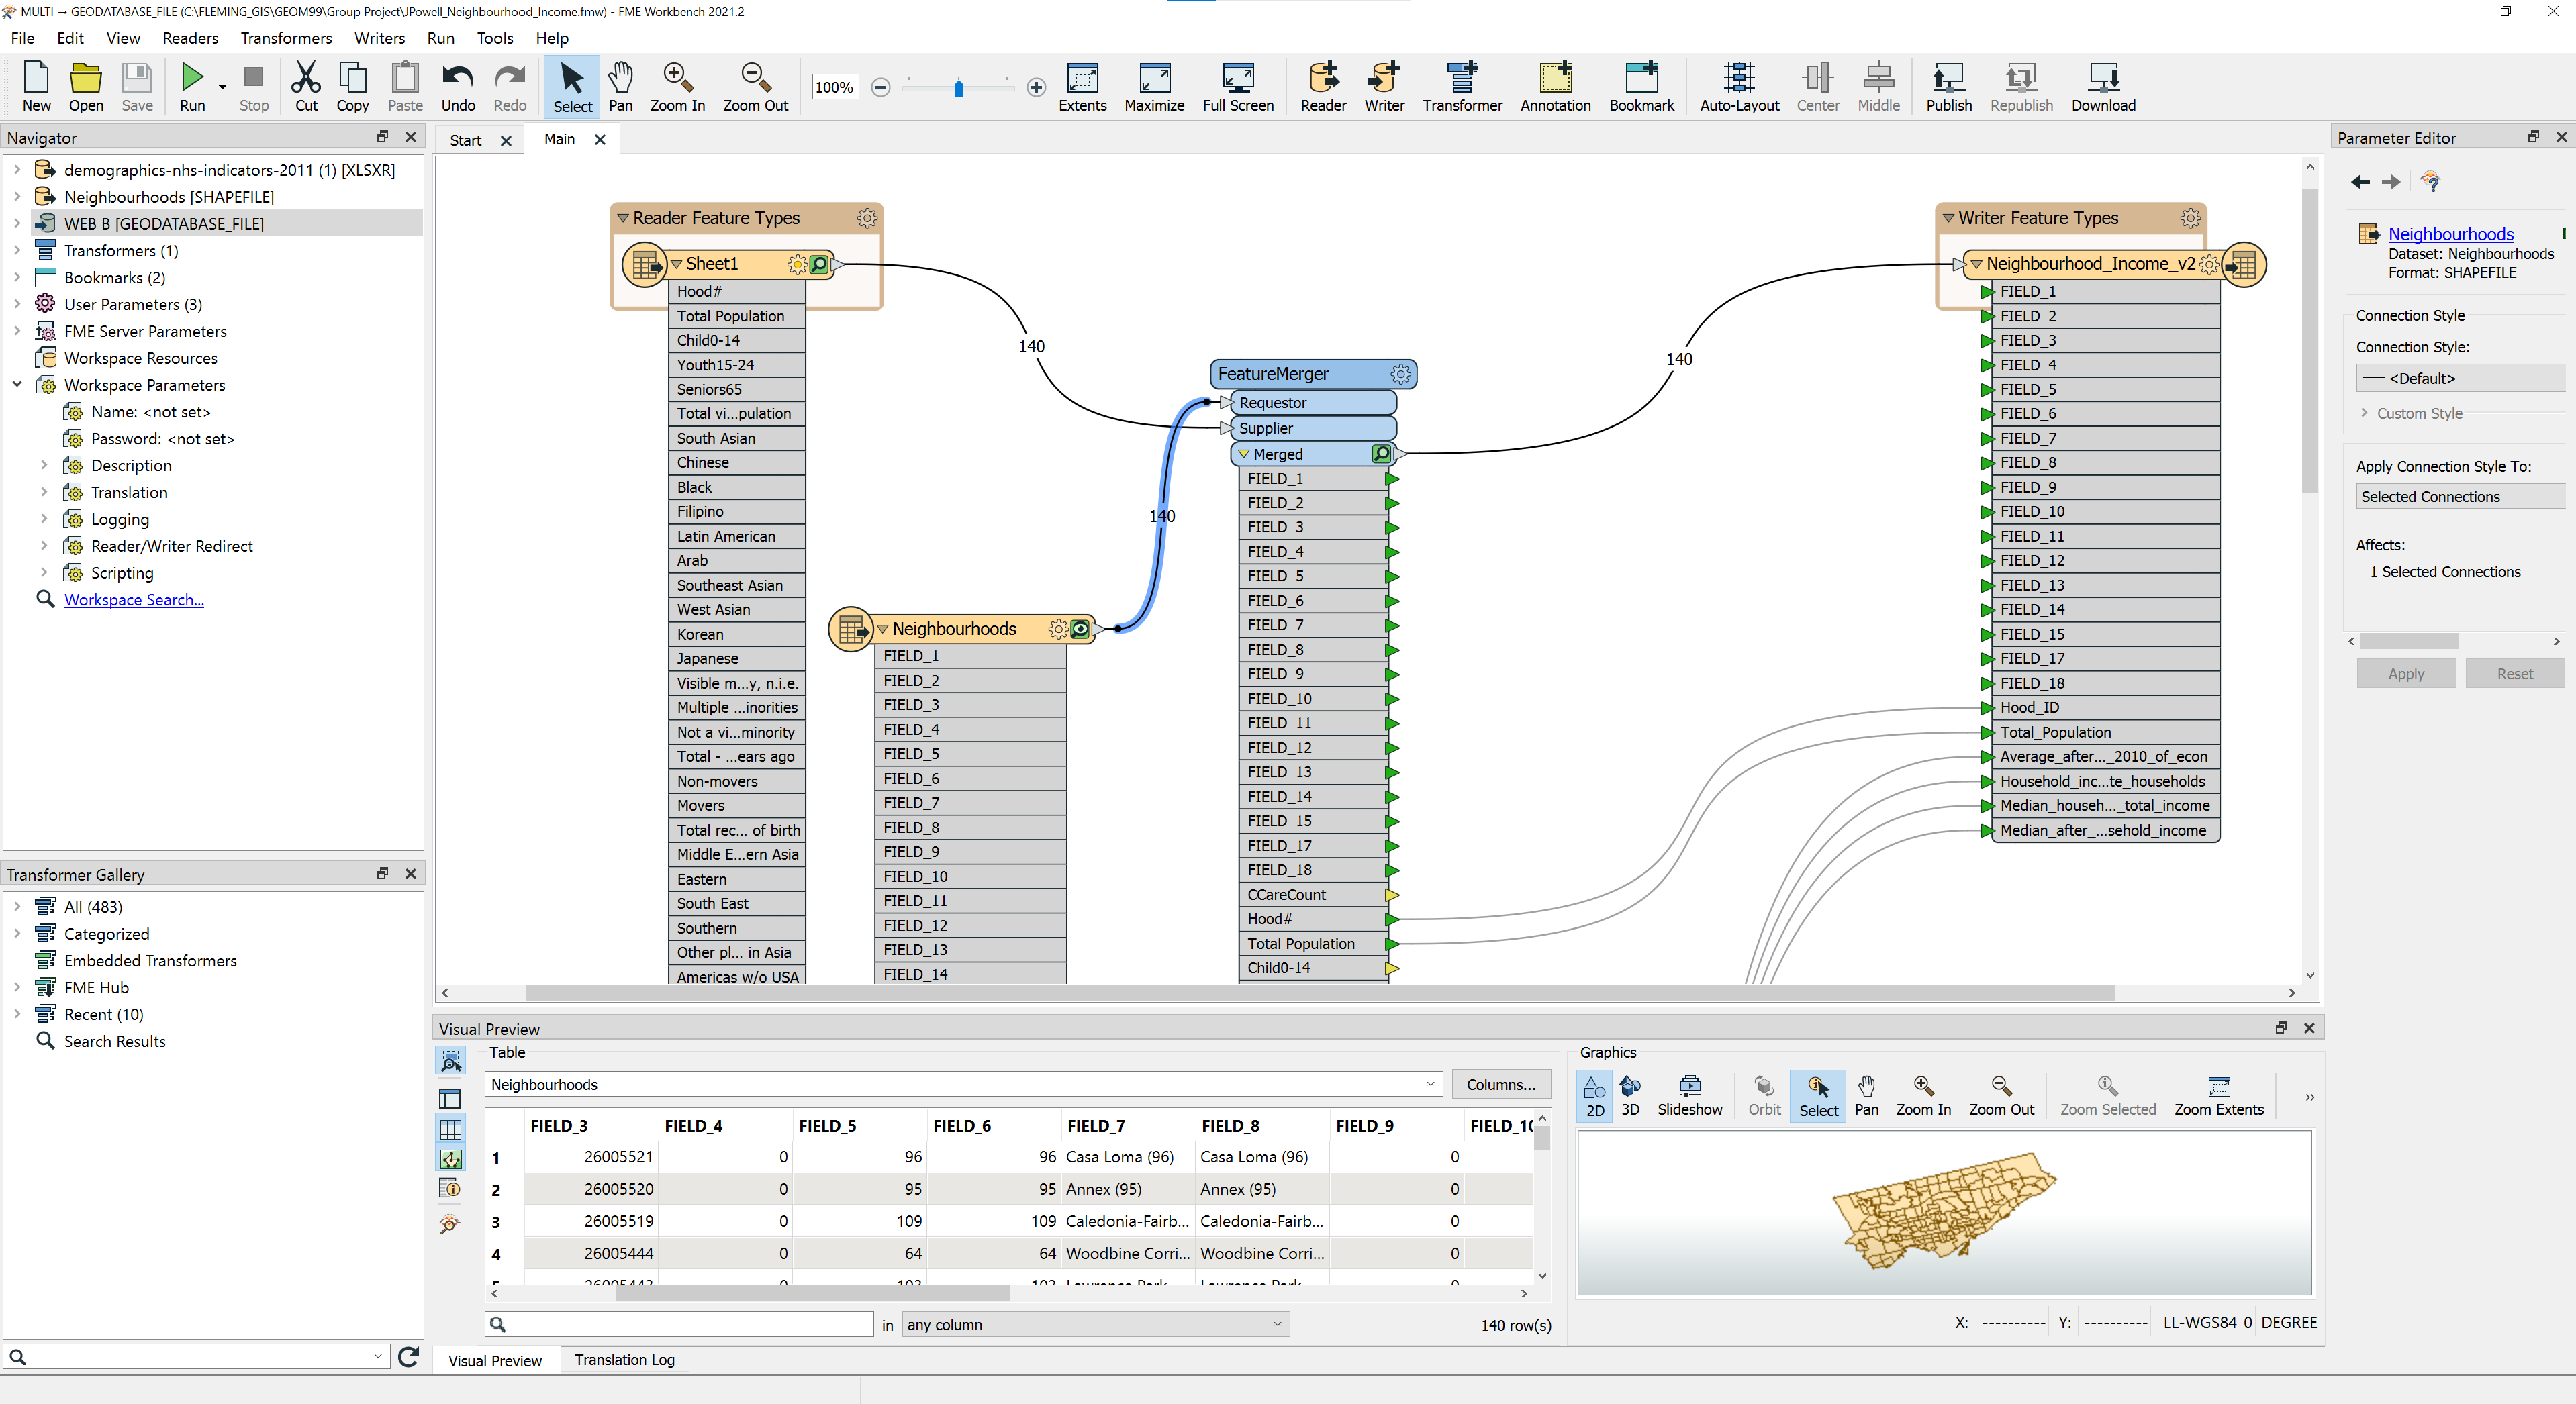 MULTI → GEODATABASE_FILE (C:\FLEMING_GIS\GEOM99\Group Project\JPowell_Neighbourhood_Income.fmw) - FME Workbench 2021.2
File Edit View Readers Transformers Writers Run Tools Help
New Open Save Run Stop Cut Copy Paste Undo Redo Select Pan Zoom In Zoom Out 100% Extents Maximize Full Screen Reader Writer Transformer Annotation Bookmark Auto-Layout Center Middle Publish Republish Download
Navigator
demographics-nhs-indicators-2011 (1) [XLSXR]
Neighbourhoods [SHAPEFILE]
WEB B [GEODATABASE_FILE]
Transformers (1)
Bookmarks (2)
User Parameters (3)
FME Server Parameters
Workspace Resources
Workspace Parameters
Name: <not set>
Password: <not set>
Description
Translation
Logging
Reader/Writer Redirect
Scripting
Workspace Search...
Transformer Gallery
All (483)
Categorized
Embedded Transformers
FME Hub
Recent (10)
Search Results
Start
Main
Reader Feature Types
Sheet1
Hood#
Total Population
Child0-14
Youth15-24
Seniors65
Total vi...pulation
South Asian
Chinese
Black
Filipino
Latin American
Arab
Southeast Asian
West Asian
Korean
Japanese
Visible m...y, n.i.e.
Multiple ...inorities
Not a vi...minority
Total - ...ears ago
Non-movers
Movers
Total rec... of birth
Middle E...ern Asia
Eastern
South East
Southern
Other pl... in Asia
Americas w/o USA
Neighbourhoods
FIELD_1
FIELD_2
FIELD_3
FIELD_4
FIELD_5
FIELD_6
FIELD_7
FIELD_8
FIELD_9
FIELD_10
FIELD_11
FIELD_12
FIELD_13
FIELD_14
140
140
140
FeatureMerger
Requestor
Supplier
Merged
FIELD_1
FIELD_2
FIELD_3
FIELD_4
FIELD_5
FIELD_6
FIELD_7
FIELD_8
FIELD_9
FIELD_10
FIELD_11
FIELD_12
FIELD_13
FIELD_14
FIELD_15
FIELD_17
FIELD_18
CCareCount
Hood#
Total Population
Child0-14
Writer Feature Types
Neighbourhood_Income_v2
FIELD_1
FIELD_2
FIELD_3
FIELD_4
FIELD_5
FIELD_6
FIELD_7
FIELD_8
FIELD_9
FIELD_10
FIELD_11
FIELD_12
FIELD_13
FIELD_14
FIELD_15
FIELD_17
FIELD_18
Hood_ID
Total_Population
Average_after..._2010_of_econ
Household_inc...te_households
Median_househ..._total_income
Median_after_...sehold_income
Parameter Editor
Neighbourhoods
Dataset: Neighbourhoods
Format: SHAPEFILE
Connection Style
Connection Style:
<Default>
Custom Style
Apply Connection Style To:
Selected Connections
Affects:
1 Selected Connections
Apply Reset
Visual Preview
Table
Neighbourhoods Columns...
FIELD_3 FIELD_4 FIELD_5 FIELD_6 FIELD_7 FIELD_8 FIELD_9 FIELD_10
1 26005521 0 96 96 Casa Loma (96) Casa Loma (96) 0
2 26005520 0 95 95 Annex (95) Annex (95) 0
3 26005519 0 109 109 Caledonia-Fairb... Caledonia-Fairb... 0
4 26005444 0 64 64 Woodbine Corri... Woodbine Corri... 0
in any column 140 row(s)
Visual Preview Translation Log
Graphics
2D 3D Slideshow Orbit Select Pan Zoom In Zoom Out Zoom Selected Zoom Extents
X: ---------- Y: ---------- _LL-WGS84_0 DEGREE